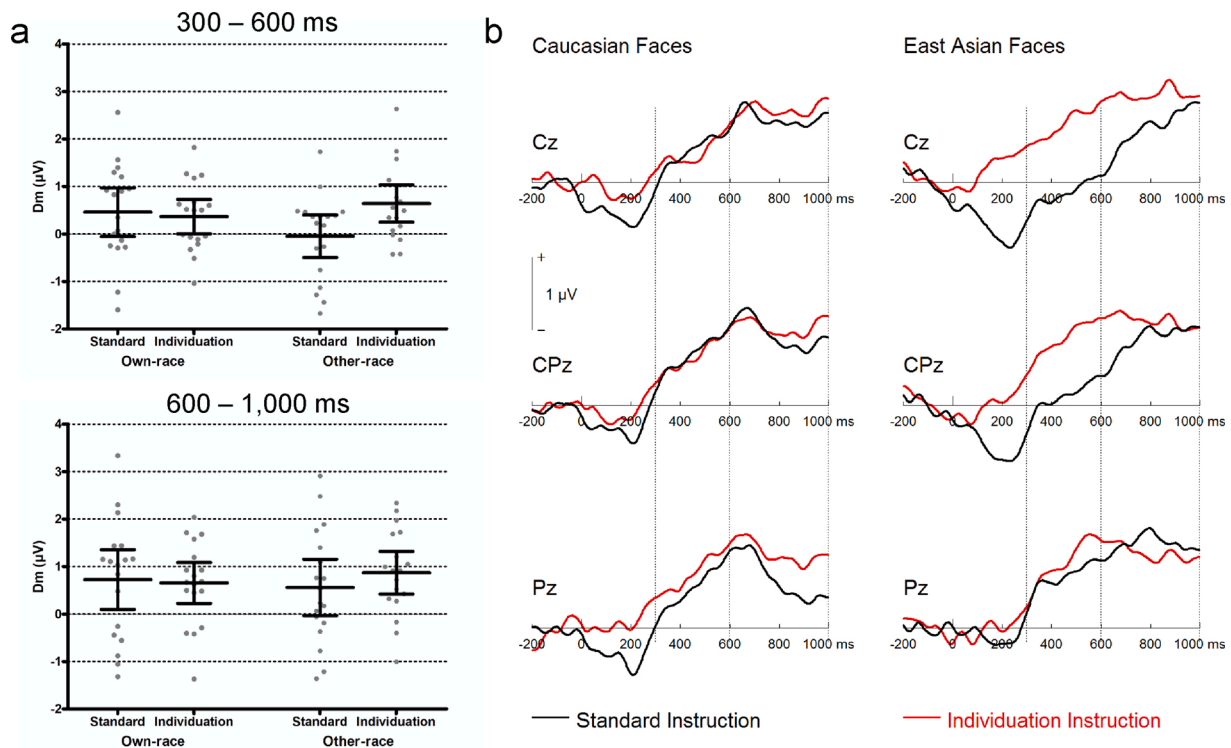 a
300 – 600 ms
4
3
2
1
0
-1
-2
Dm (µV)
Standard Individuation Standard Individuation
Own-race Other-race
600 – 1,000 ms
4
3
2
1
0
-1
-2
Dm (µV)
Standard Individuation Standard Individuation
Own-race Other-race
b
Caucasian Faces East Asian Faces
Cz
-200 0 200 400 600 800 1000 ms
Cz
-200 0 200 400 600 800 1000 ms
+
1 µV
−
CPz
-200 0 200 400 600 800 1000 ms
CPz
-200 0 200 400 600 800 1000 ms
Pz
-200 0 200 400 600 800 1000 ms
Pz
-200 0 200 400 600 800 1000 ms
Standard Instruction Individuation Instruction